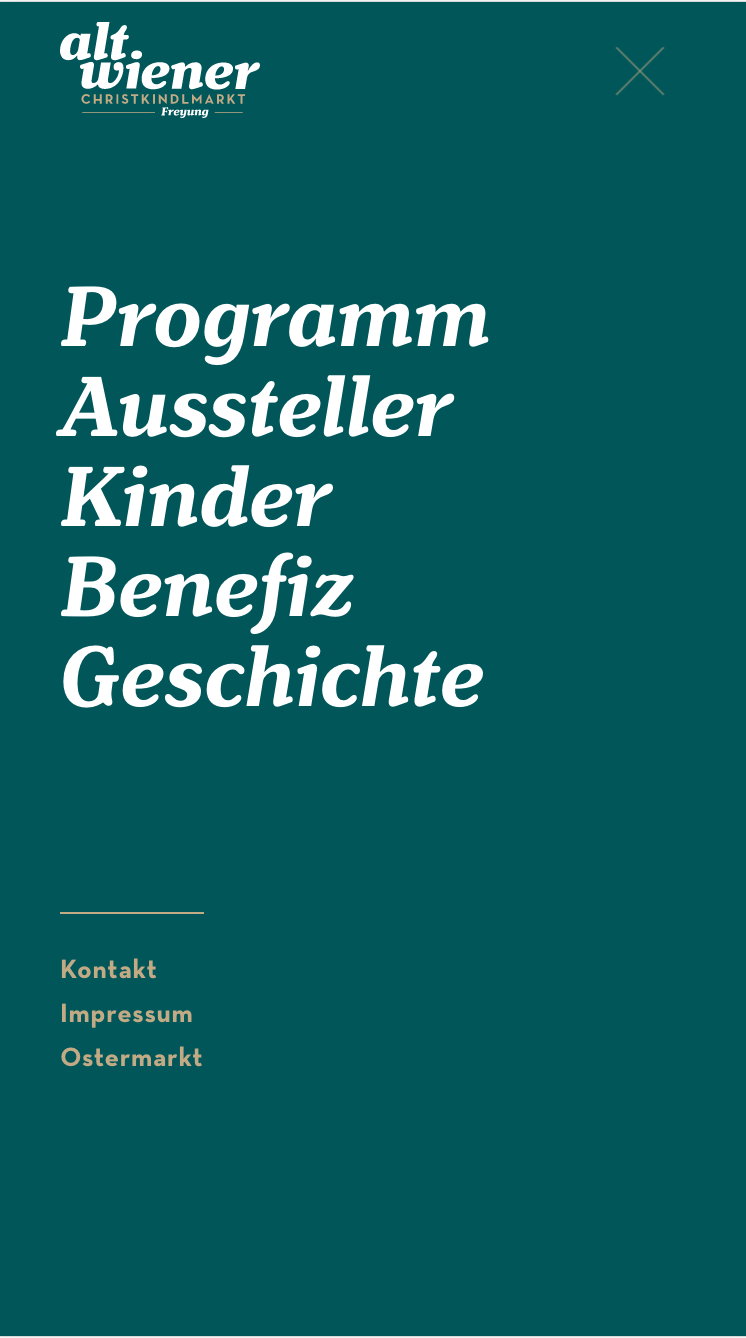 alt.
wiener
CHRISTKINDLMARKT
Freyung
Programm
Aussteller
Kinder
Benefiz
Geschichte
Kontakt
Impressum
Ostermarkt